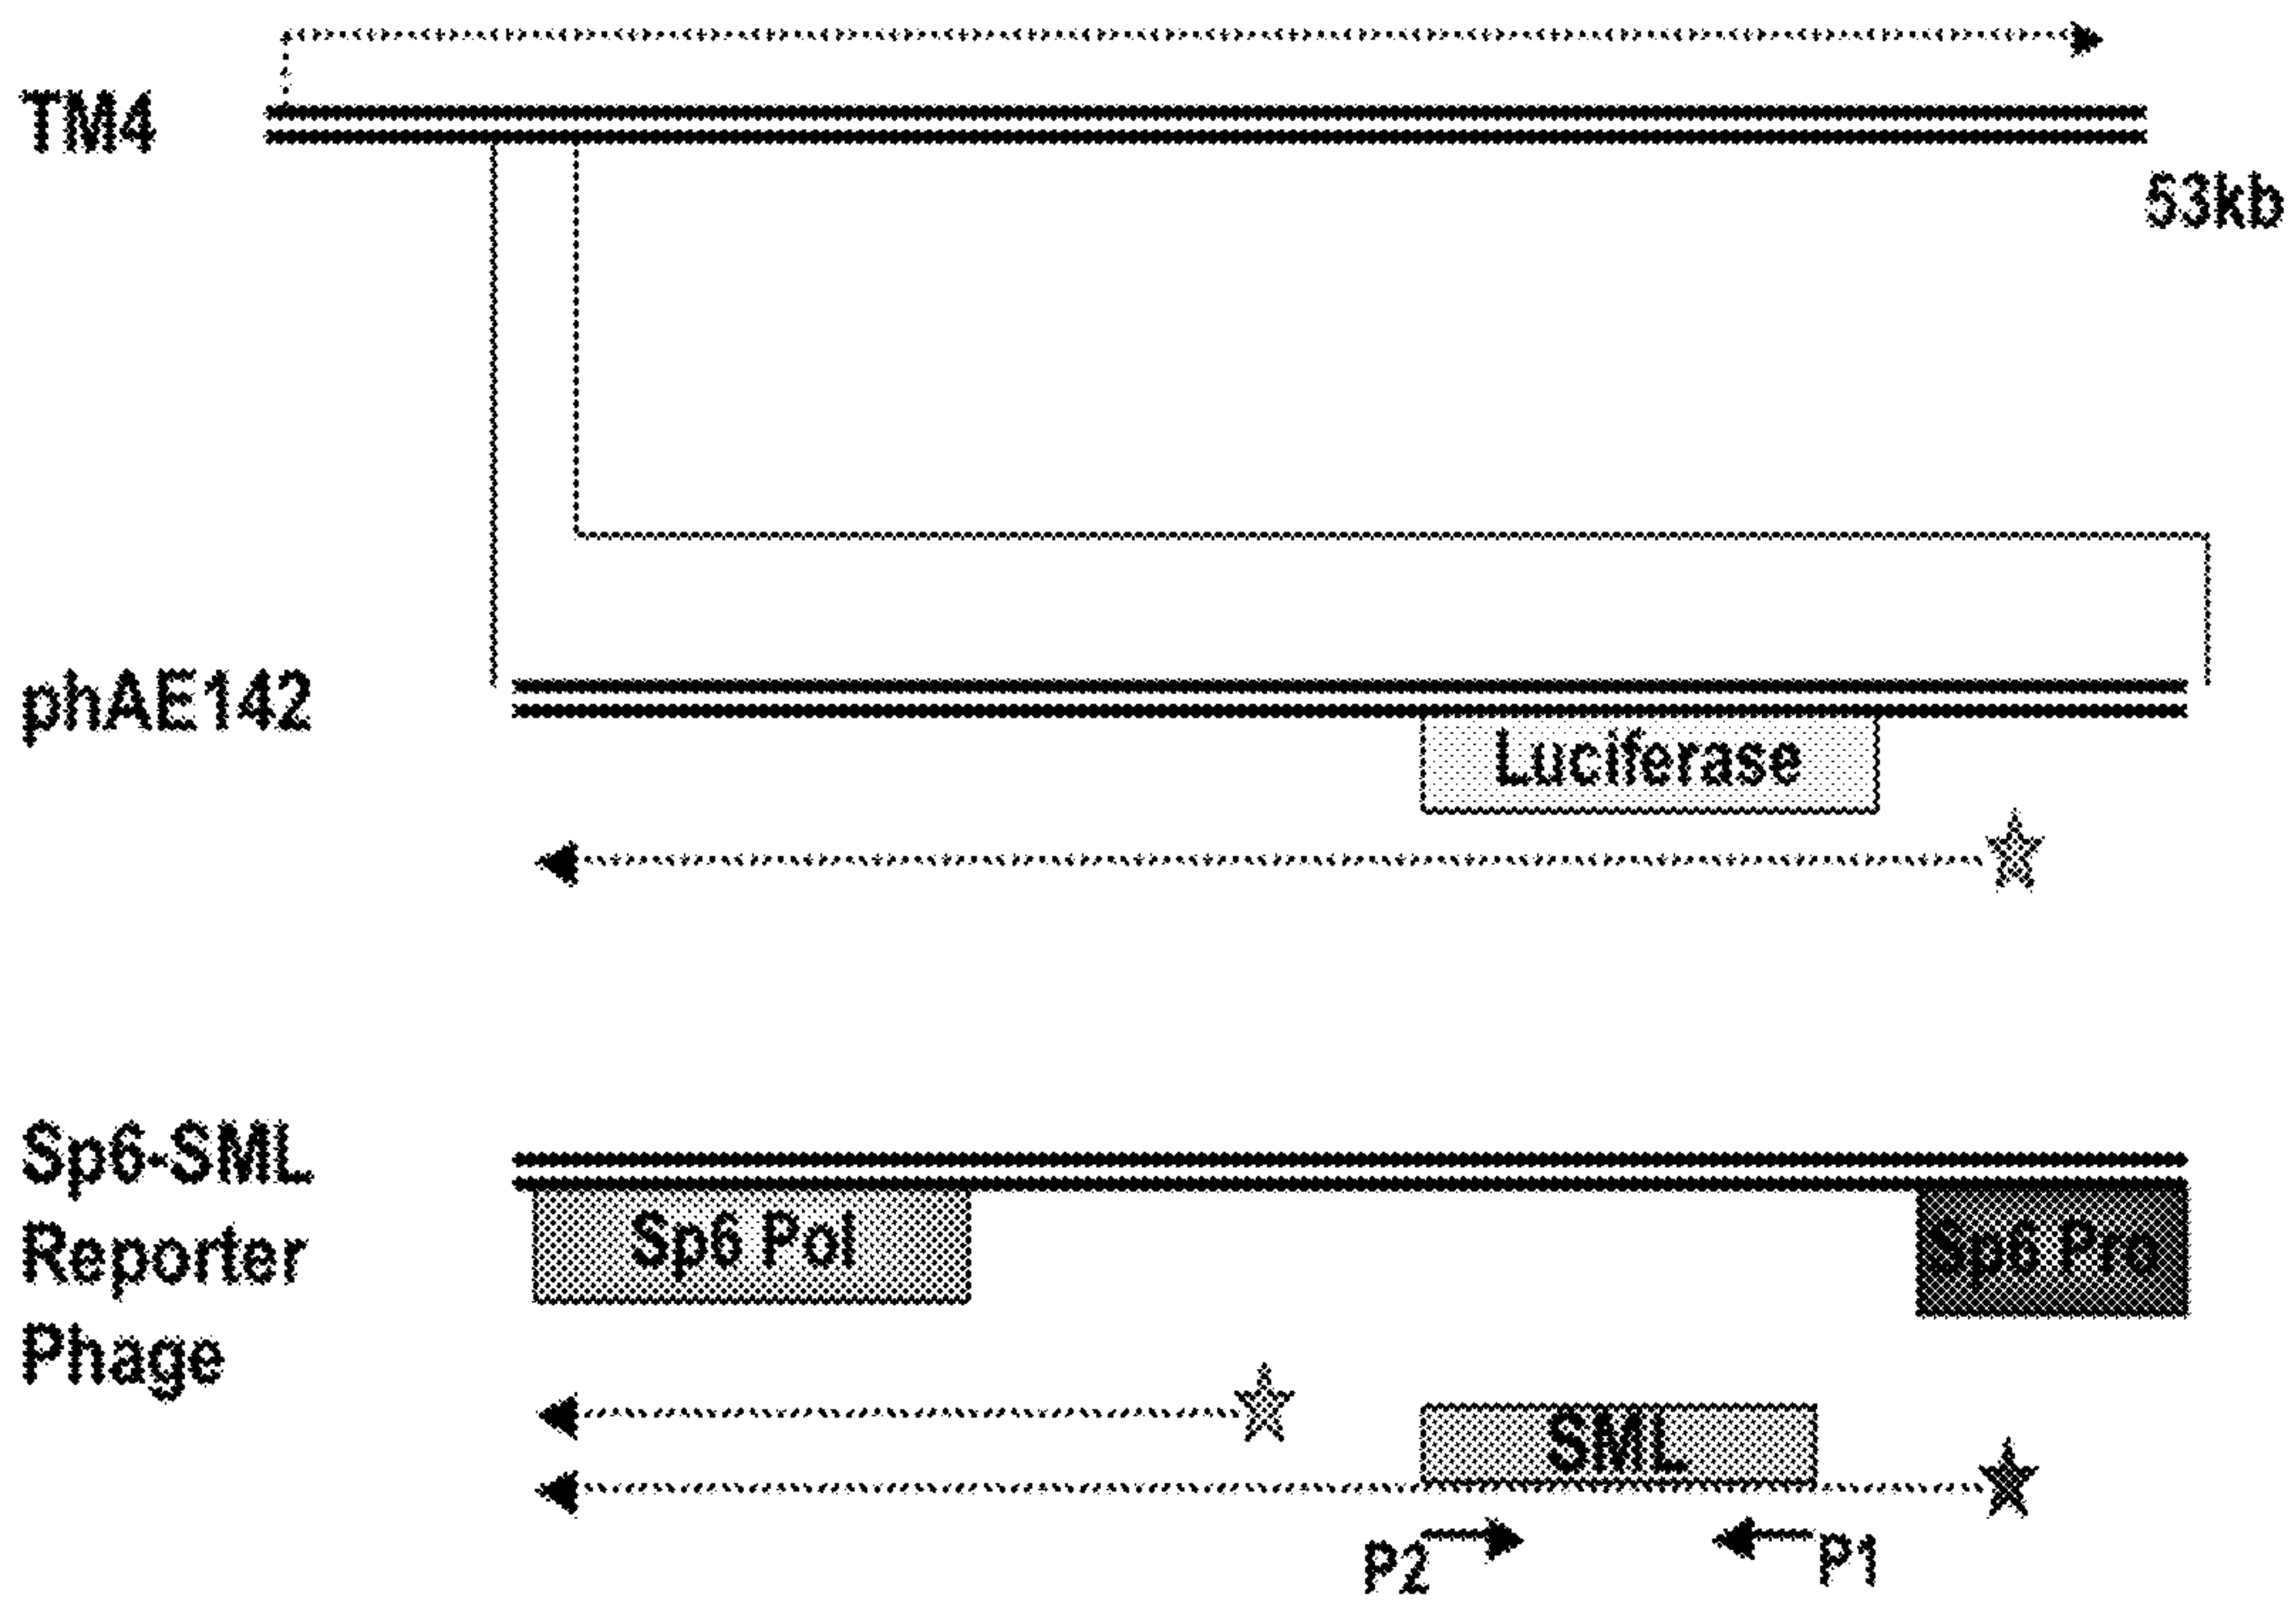 TM4
53kb
phAE142
Luciferase
Sp6-SML
Reporter
Phage
Sp6 Pol
Sp6 Pro
SML
P2
P1